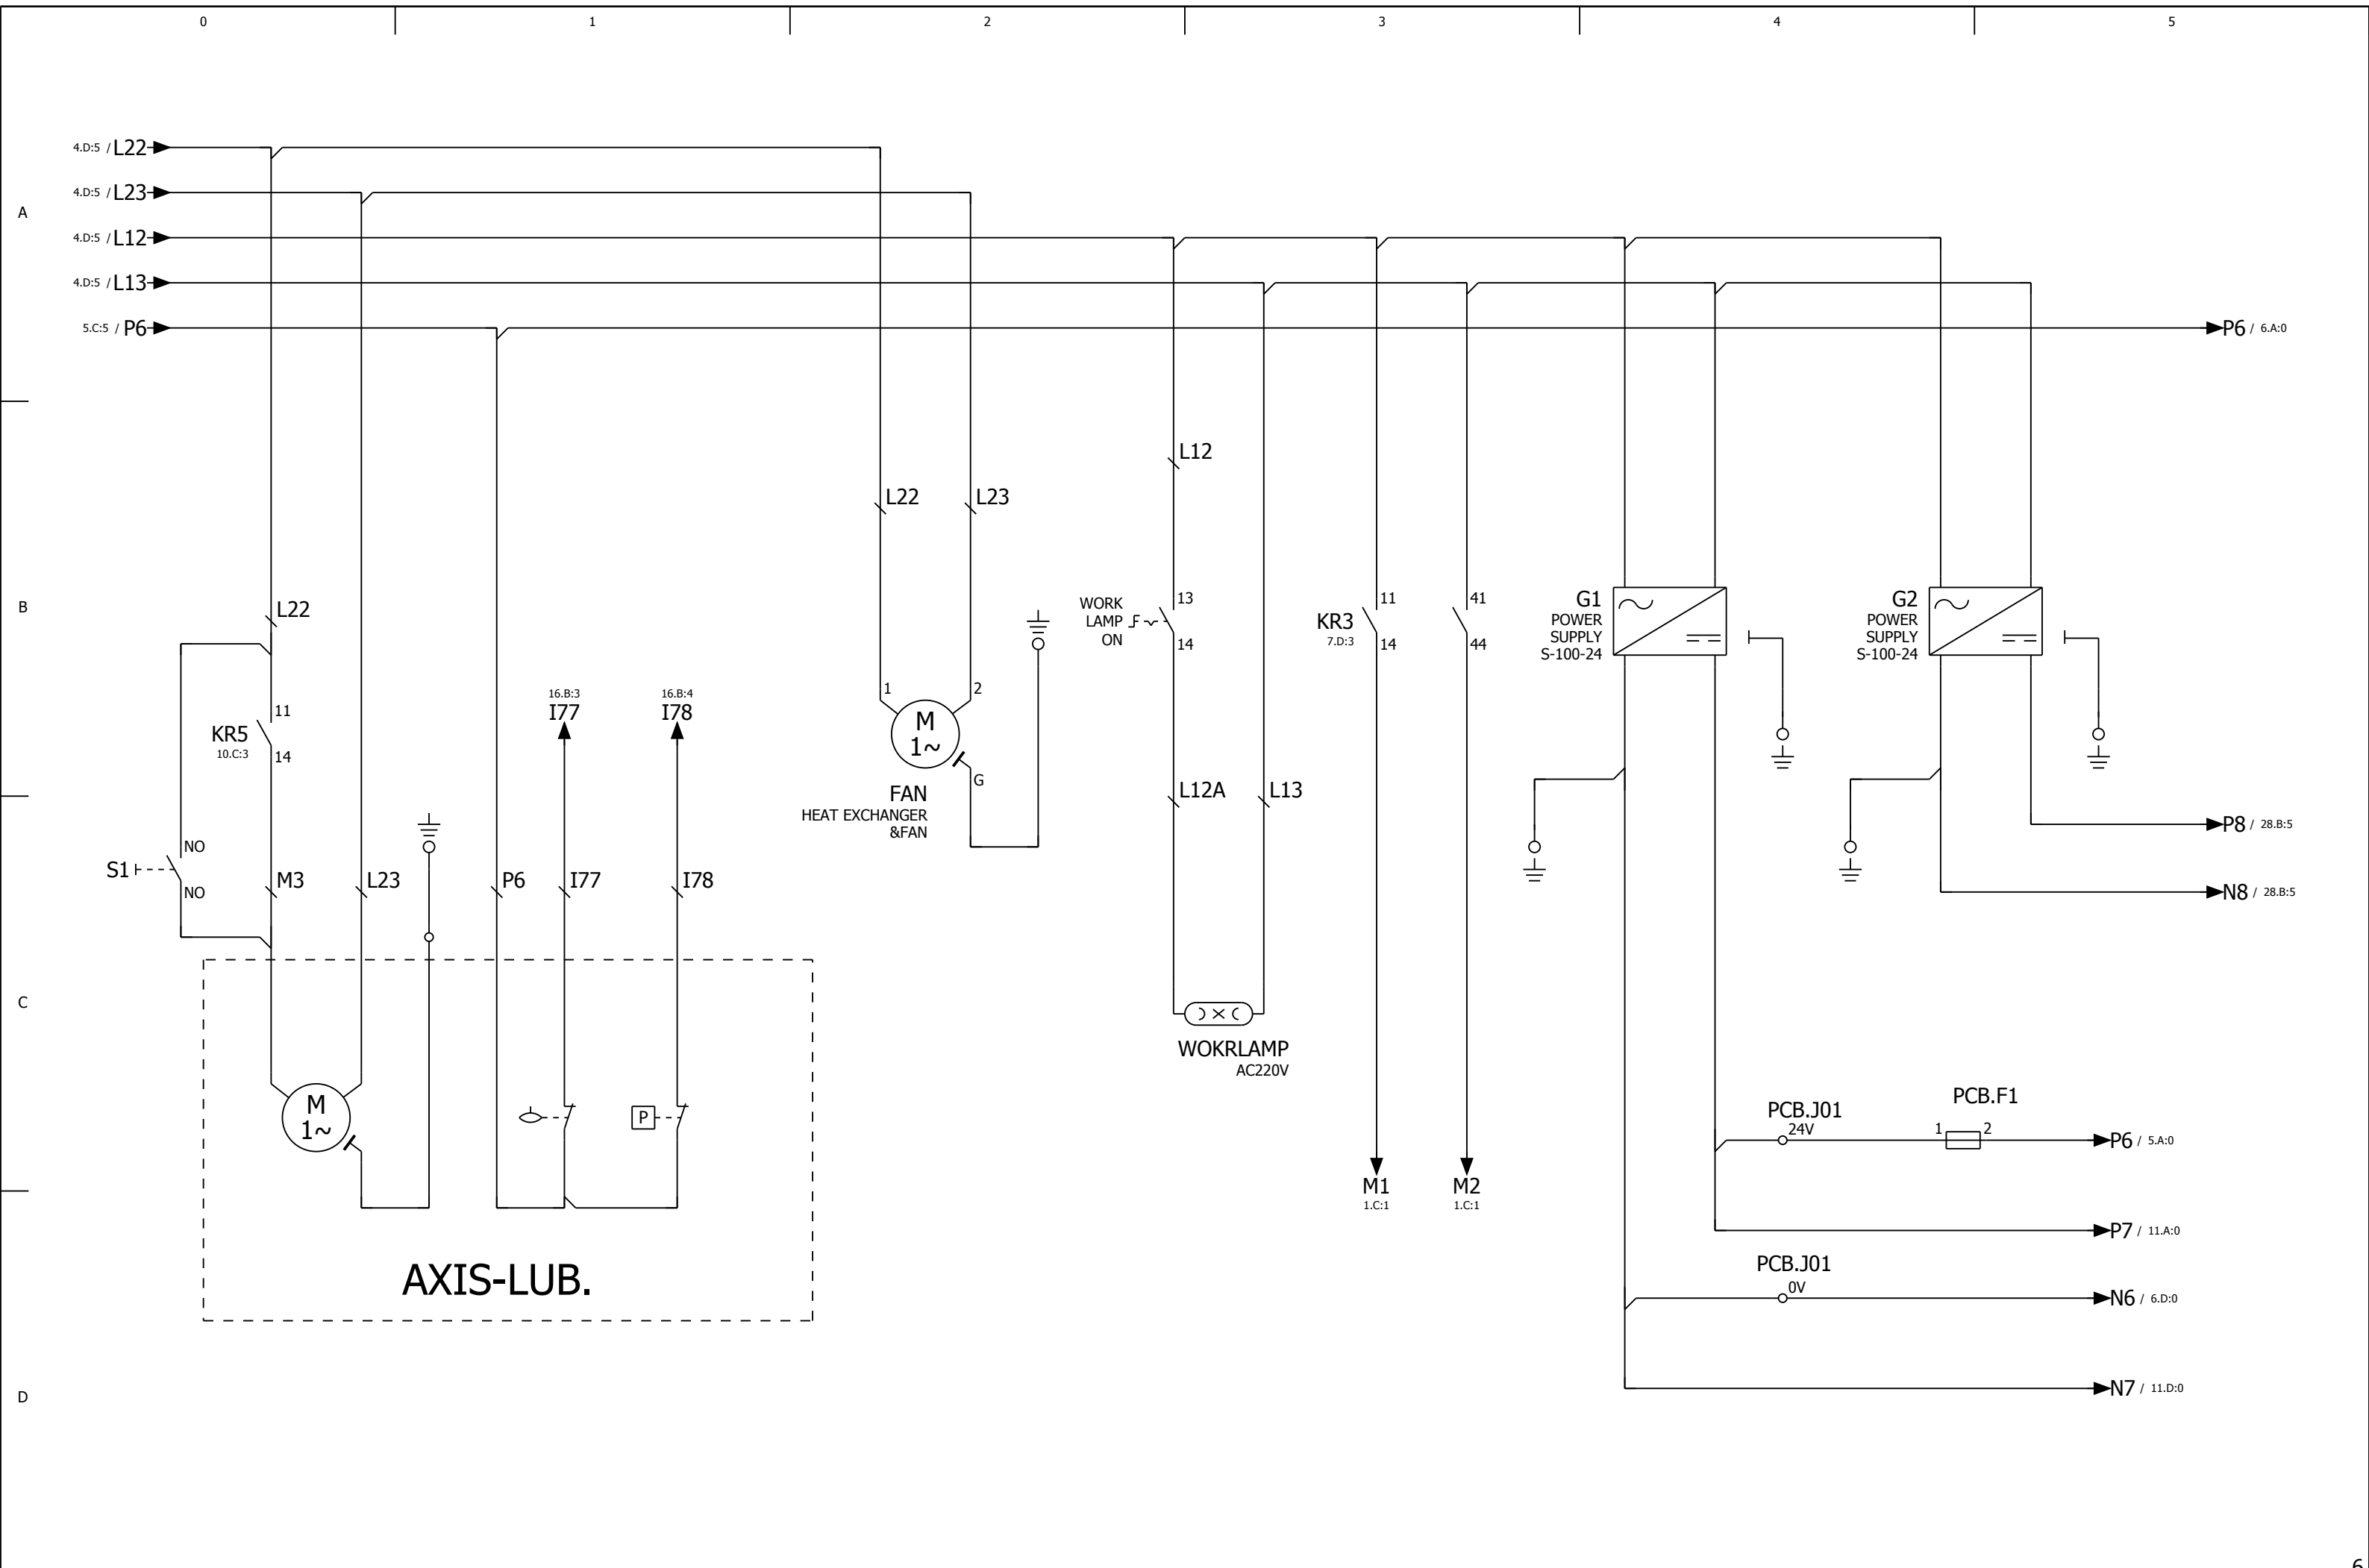 0 1 2 3 4 5
A
B
C
D
4.D:5 / L22
4.D:5 / L23
4.D:5 / L12
4.D:5 / L13
5.C:5 / P6
P6 / 6.A:0
L12
L22 L23
L22
11
KR5
10.C:3
14
16.B:3
I77
16.B:4
I78
1 2
M
1~
G
FAN
HEAT EXCHANGER
&FAN
WORK
LAMP
ON
13
14
L12A L13
KR3
7.D:3
11
14
41
44
G1
POWER
SUPPLY
S-100-24
G2
POWER
SUPPLY
S-100-24
P8 / 28.B:5
N8 / 28.B:5
NO
S1
NO
M3 L23 P6 I77 I78
WOKRLAMP
AC220V
M
1~
P
AXIS-LUB.
M1
1.C:1
M2
1.C:1
PCB.J01
24V
PCB.F1
1 2
P6 / 5.A:0
P7 / 11.A:0
PCB.J01
0V
N6 / 6.D:0
N7 / 11.D:0